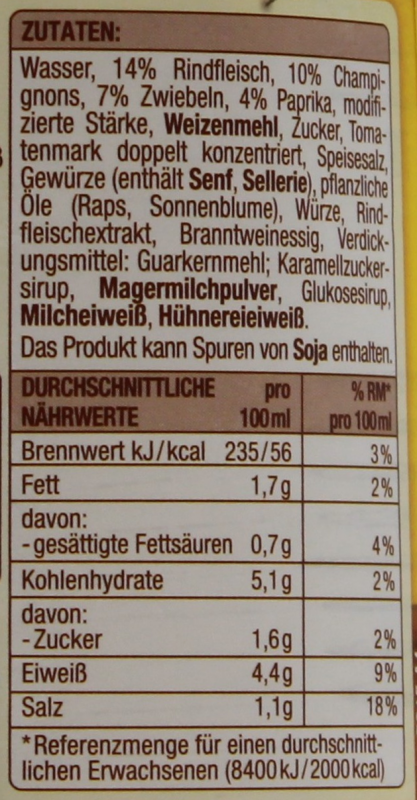 ZUTATEN:
Wasser, 14% Rindfleisch, 10% Champi-
gnons, 7% Zwiebeln, 4% Paprika, modifi-
zierte Stärke, Weizenmehl, Zucker, Toma-
tenmark doppelt konzentriert, Speisesalz,
Gewürze (enthält Senf, Sellerie), pflanzliche
Öle (Raps, Sonnenblume), Würze, Rind-
fleischextrakt, Branntweinessig, Verdick-
ungsmittel: Guarkernmehl; Karamellzucker-
sirup, Magermilchpulver, Glukosesirup,
Milcheiweiß, Hühnereieiweiß.
Das Produkt kann Spuren von Soja enthalten.
DURCHSCHNITTLICHE pro % RM*
NÄHRWERTE 100ml pro 100ml
Brennwert kJ/kcal 235/56 3%
Fett 1,7g 2%
davon:
- gesättigte Fettsäuren 0,7g 4%
Kohlenhydrate 5,1g 2%
davon:
- Zucker 1,6g 2%
Eiweiß 4,4g 9%
Salz 1,1g 18%
*Referenzmenge für einen durchschnitt-
lichen Erwachsenen (8400kJ/2000kcal)